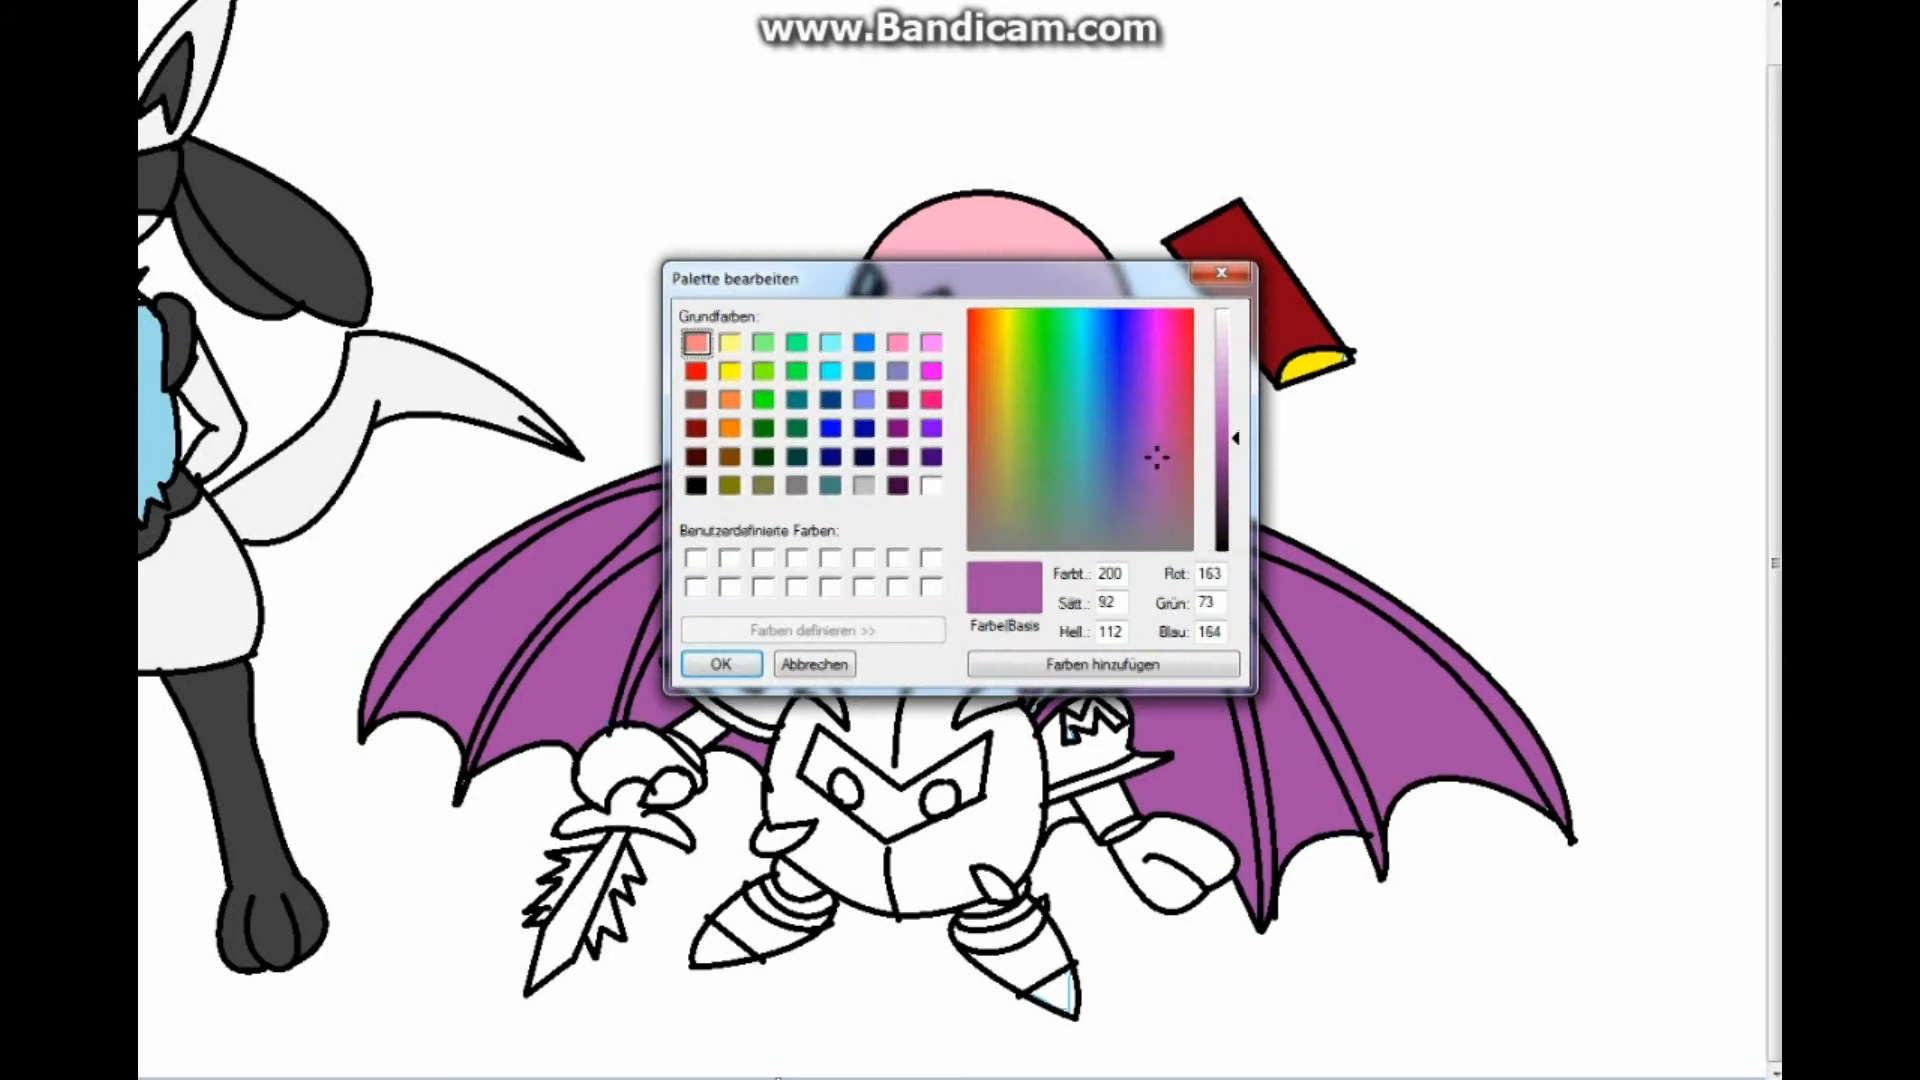 www.Bandicam.com
Palette bearbeiten
Grundfarben:
Benutzerdefinierte Farben:
Farben definieren >>
OK Abbrechen
Farbe|Basis
Farbt.: 200 Rot: 163
Sätt.: 92 Grün: 73
Hell.: 112 Blau: 164
Farben hinzufügen
M